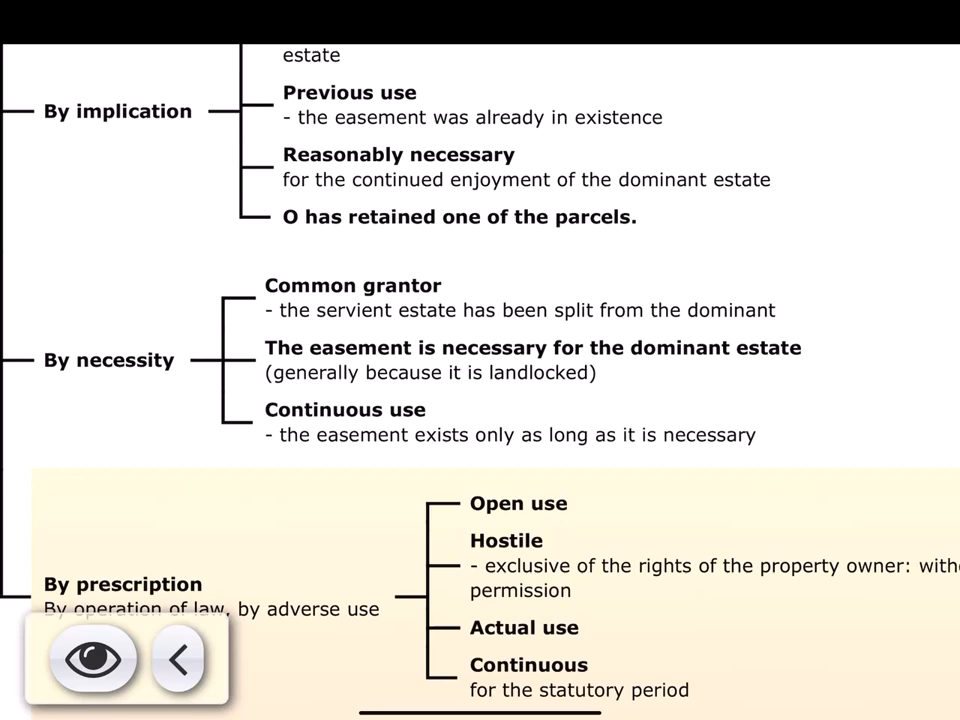 estate
By implication
Previous use
- the easement was already in existence
Reasonably necessary
for the continued enjoyment of the dominant estate
O has retained one of the parcels.
By necessity
Common grantor
- the servient estate has been split from the dominant
The easement is necessary for the dominant estate
(generally because it is landlocked)
Continuous use
- the easement exists only as long as it is necessary
By prescription
By operation of law, by adverse use
Open use
Hostile
- exclusive of the rights of the property owner: with
permission
Actual use
Continuous
for the statutory period